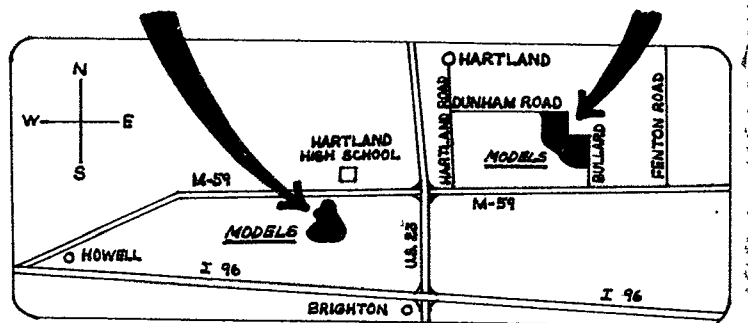 N
W E
S
HARTLAND
HARTLAND ROAD
DUNHAM ROAD
FENTON ROAD
BULLARD
MODELS
HARTLAND
HIGH SCHOOL
M-59
M-59
MODELS
U.S. 23
HOWELL
I 96
I 96
BRIGHTON